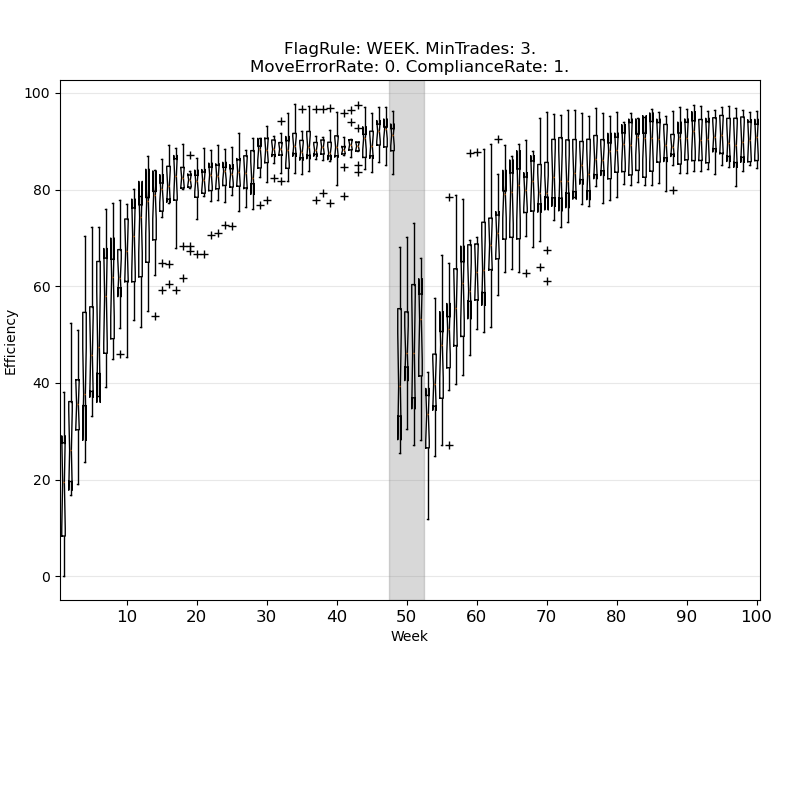 FlagRule: WEEK. MinTrades: 3.
MoveErrorRate: 0. ComplianceRate: 1.
100
80
60
40
20
0
Efficiency
10 20 30 40 50 60 70 80 90 100
Week